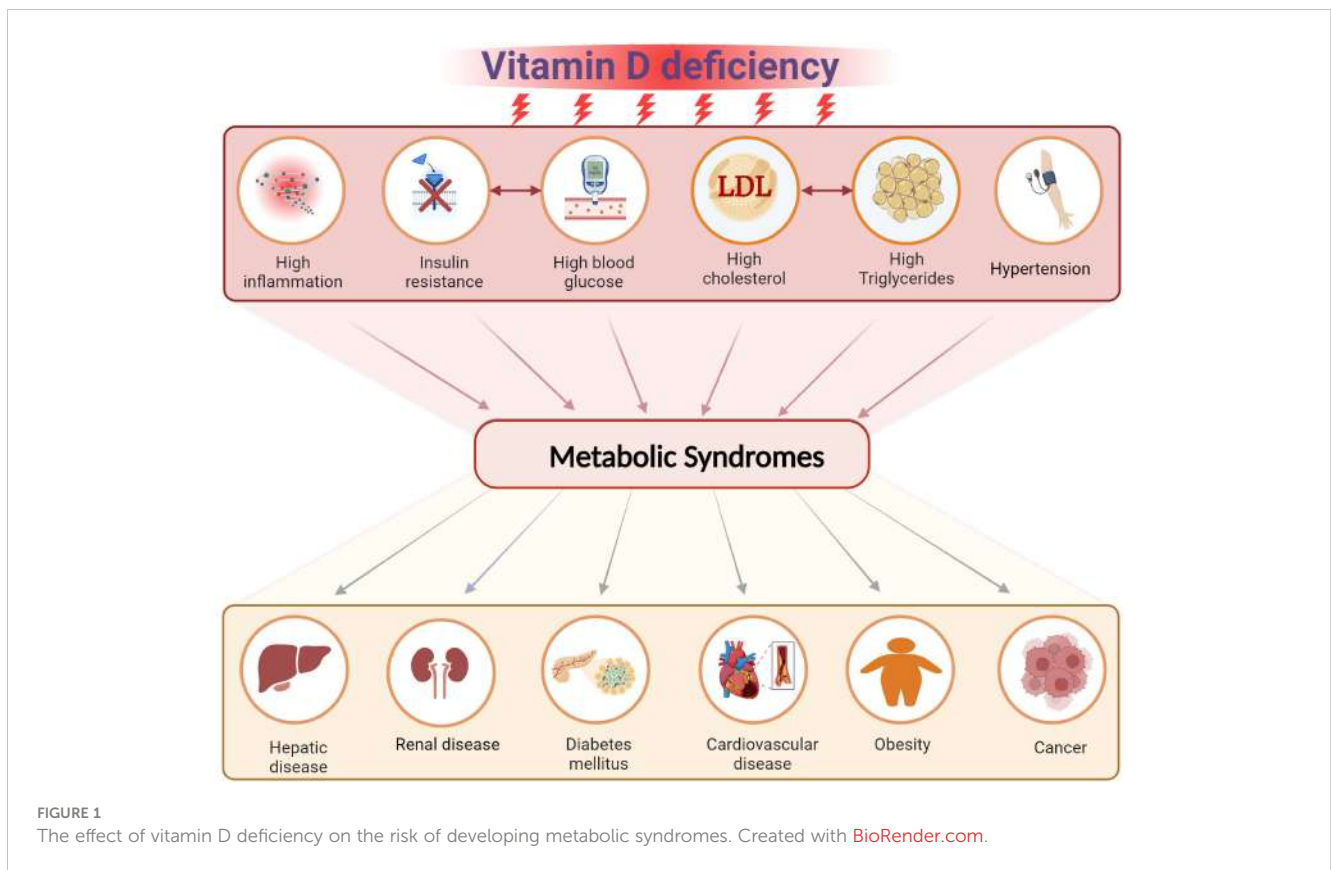 Vitamin D deficiency
High
inflammation
Insulin
resistance
High blood
glucose
LDL
High
cholesterol
High
Triglycerides
Hypertension
Metabolic Syndromes
Hepatic
disease
Renal disease
Diabetes
mellitus
Cardiovascular
disease
Obesity
Cancer
FIGURE 1
The effect of vitamin D deficiency on the risk of developing metabolic syndromes. Created with BioRender.com.